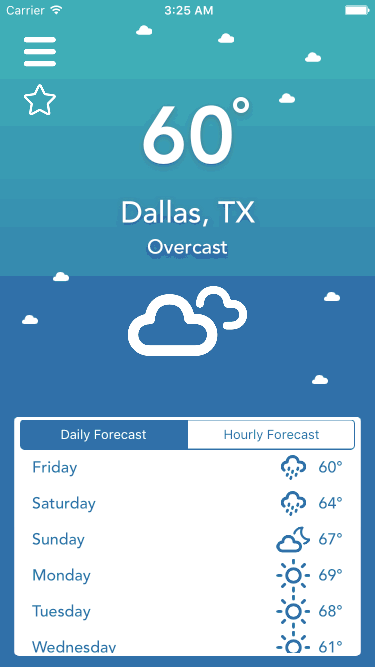 Carrier 3:25 AM
60°
Dallas, TX
Overcast
Daily Forecast Hourly Forecast
Friday 60°
Saturday 64°
Sunday 67°
Monday 69°
Tuesday 68°
Wednesday 61°